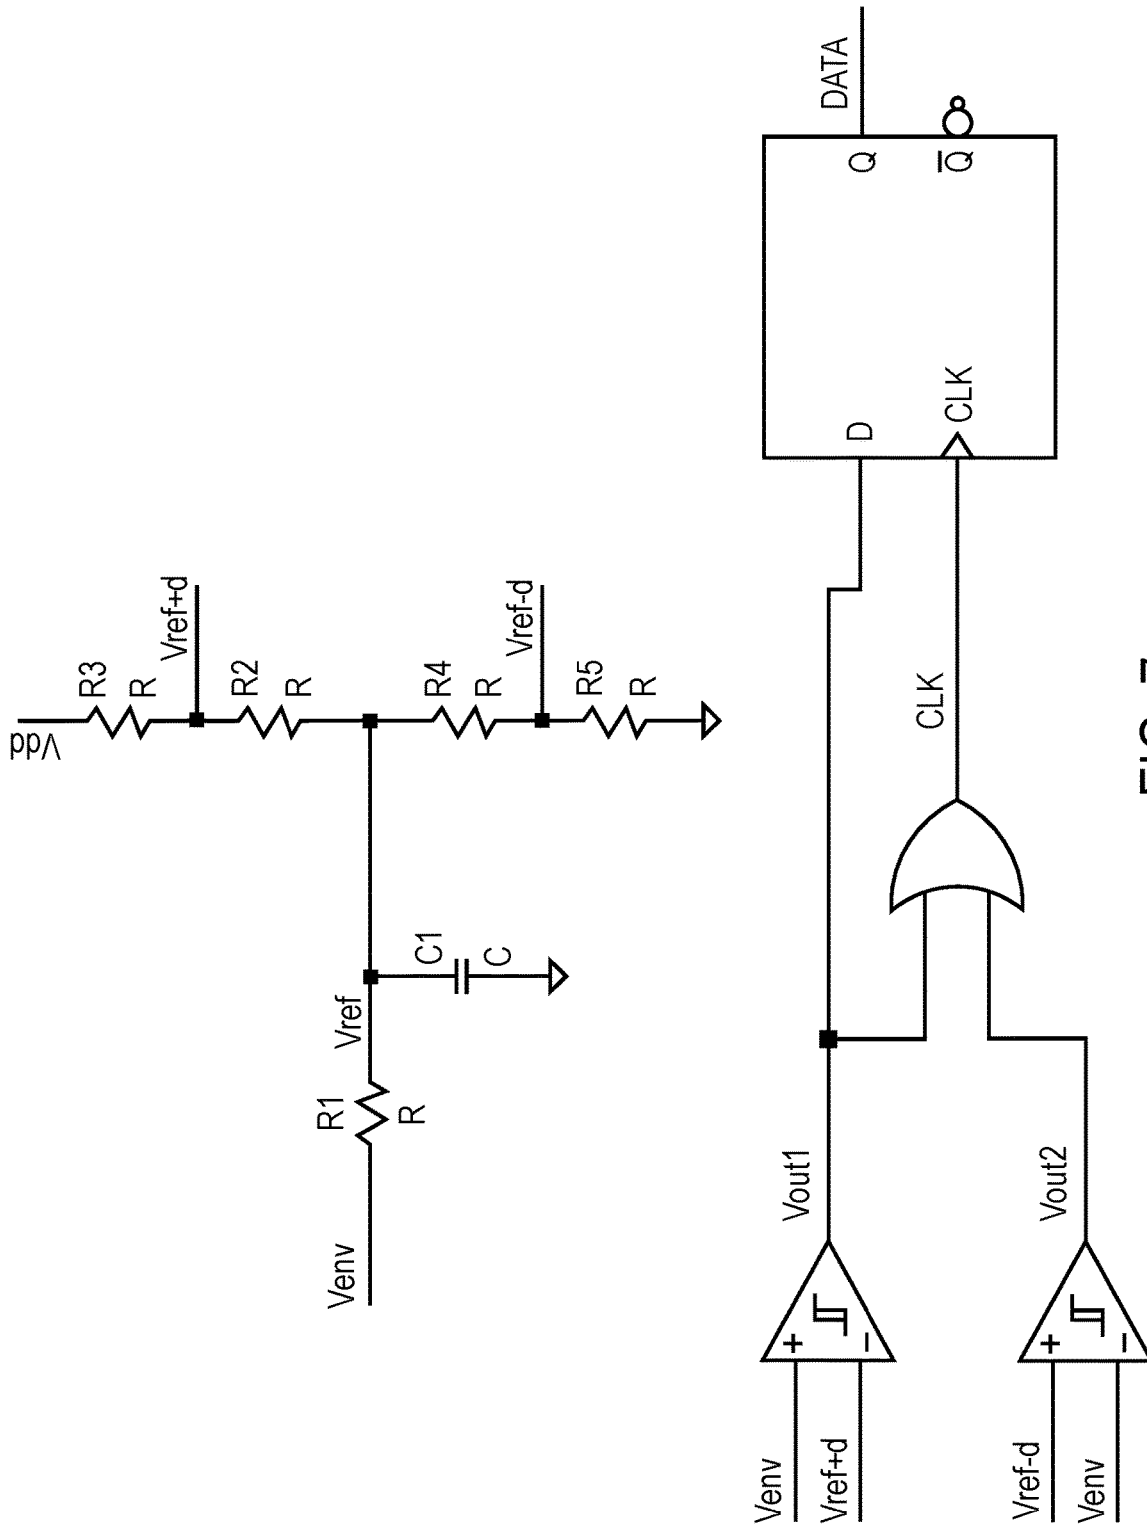 Vdd
R3
R
Vref+d
R2
R
R4
R
Vref-d
R5
R
Venv
R1
R
Vref
C1
C
Venv
Vref+d
+
−
Vout1
Vref-d
Venv
+
−
Vout2
CLK
D
CLK
Q
Q̅
DATA